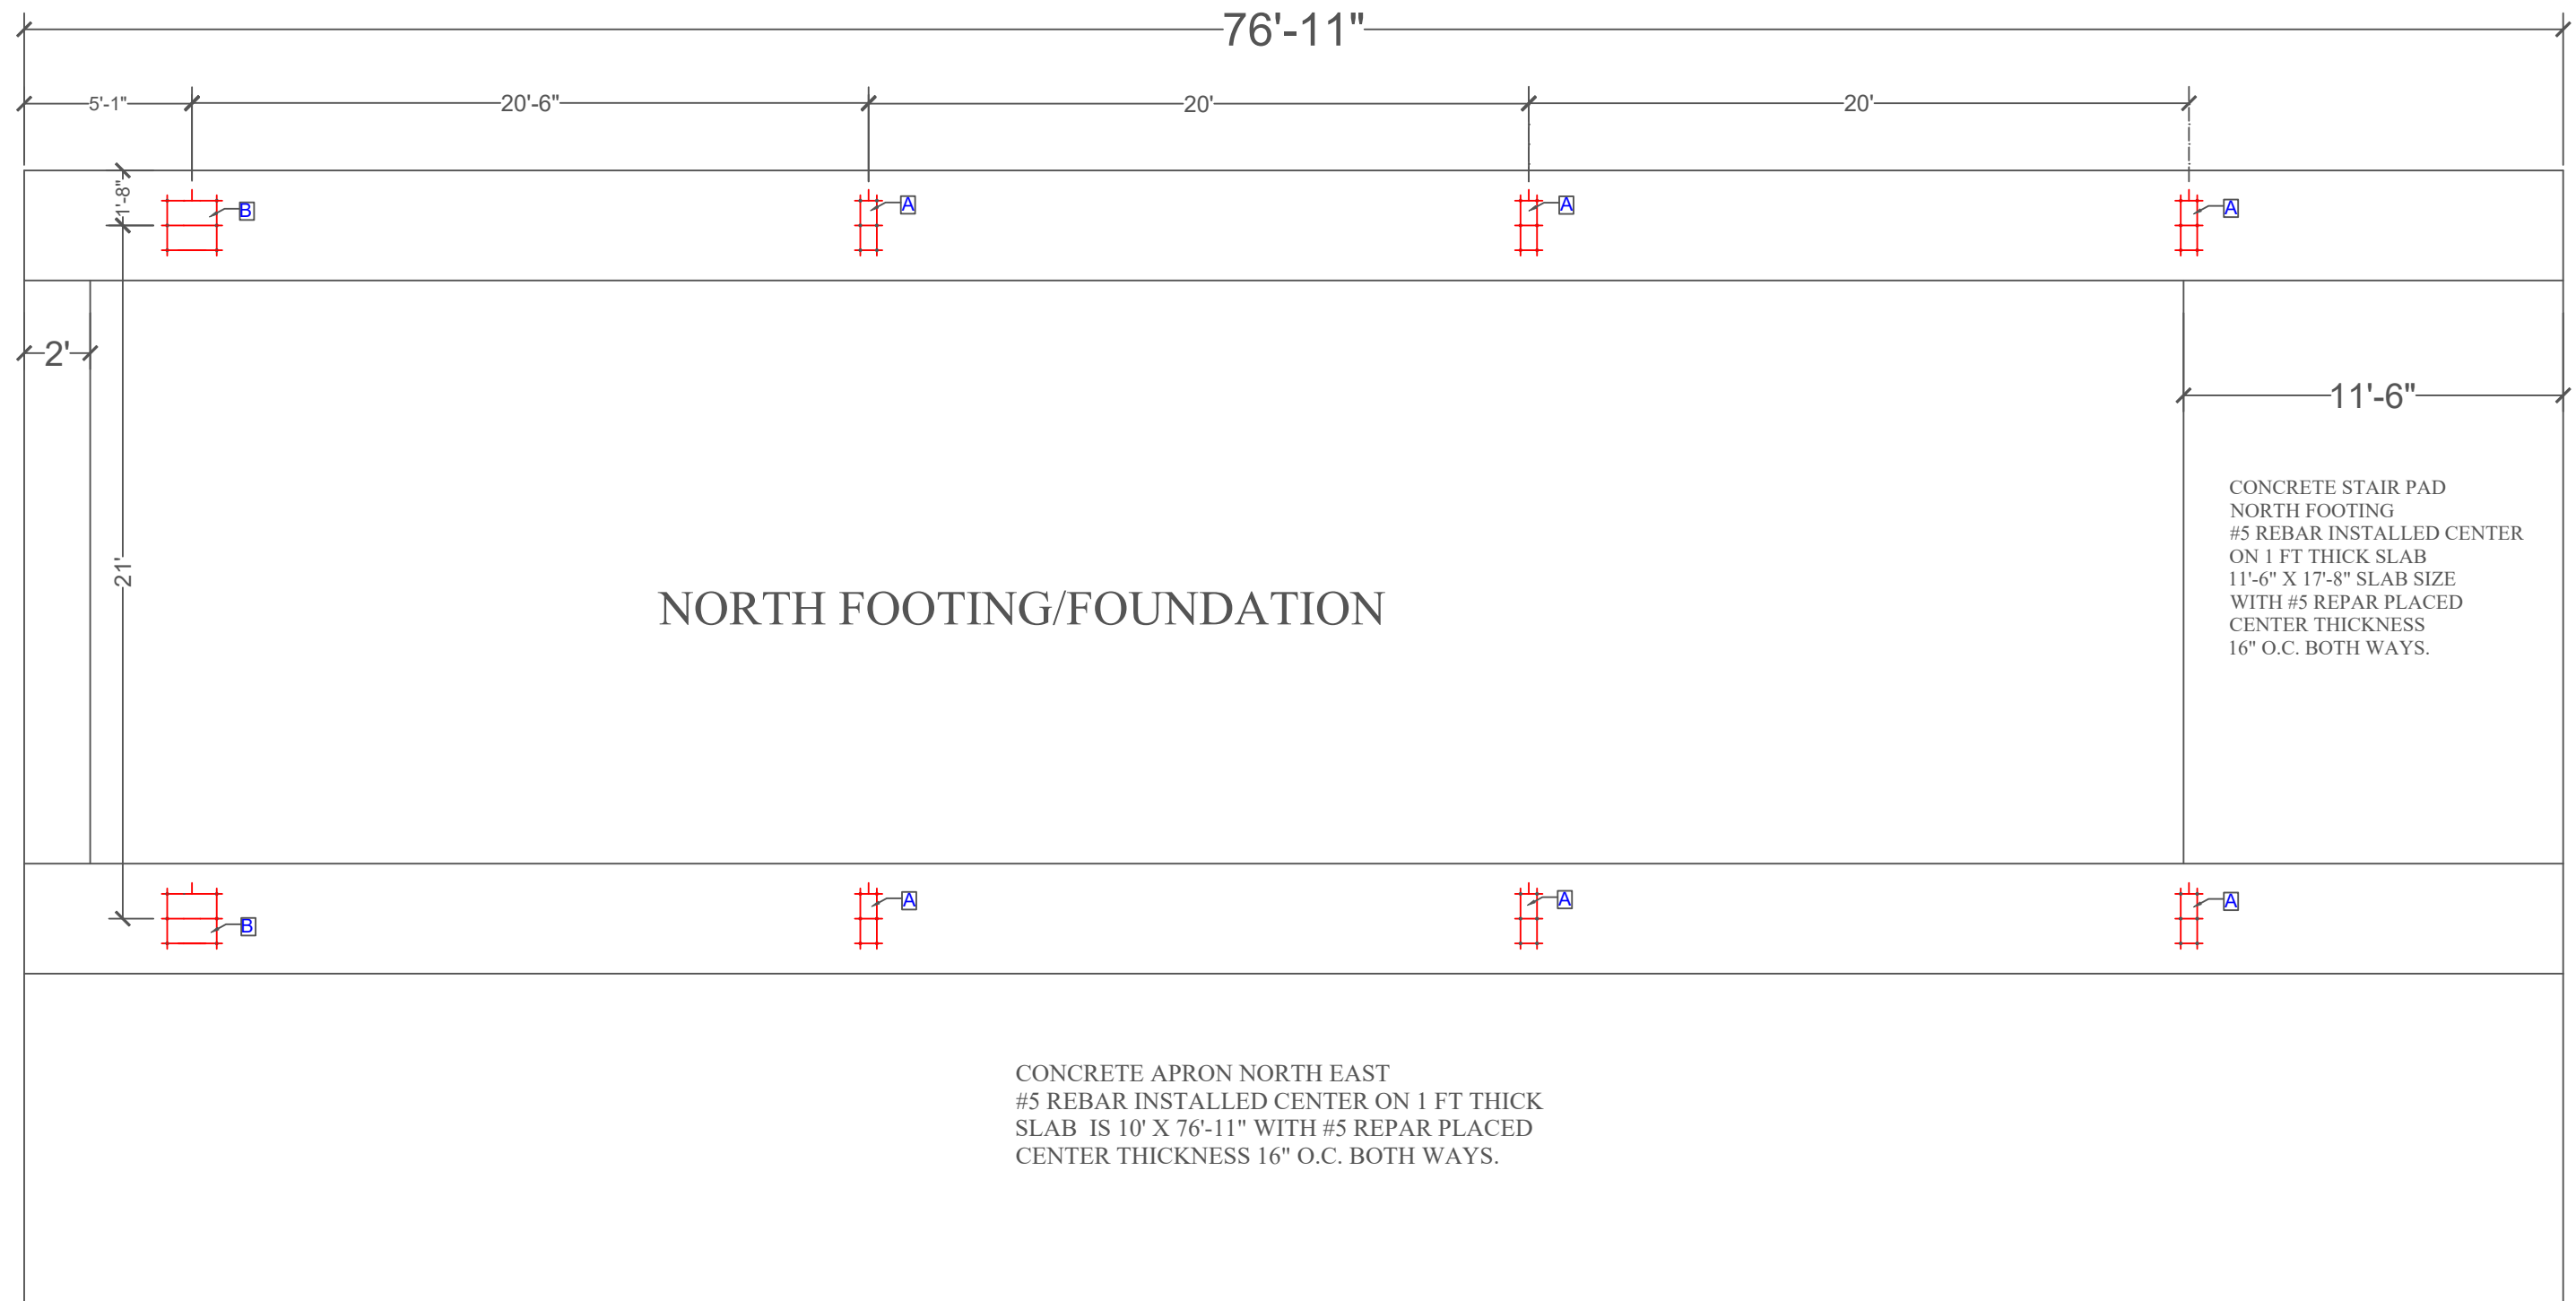 76'-11"
5'-1"
20'-6"
20'
20'
1'-8"
B
A
A
A
2'
11'-6"
21'
CONCRETE STAIR PAD
NORTH FOOTING
#5 REBAR INSTALLED CENTER
ON 1 FT THICK SLAB
11'-6" X 17'-8" SLAB SIZE
WITH #5 REPAR PLACED
CENTER THICKNESS
16" O.C. BOTH WAYS.
NORTH FOOTING/FOUNDATION
B
A
A
A
CONCRETE APRON NORTH EAST
#5 REBAR INSTALLED CENTER ON 1 FT THICK
SLAB IS 10' X 76'-11" WITH #5 REPAR PLACED
CENTER THICKNESS 16" O.C. BOTH WAYS.